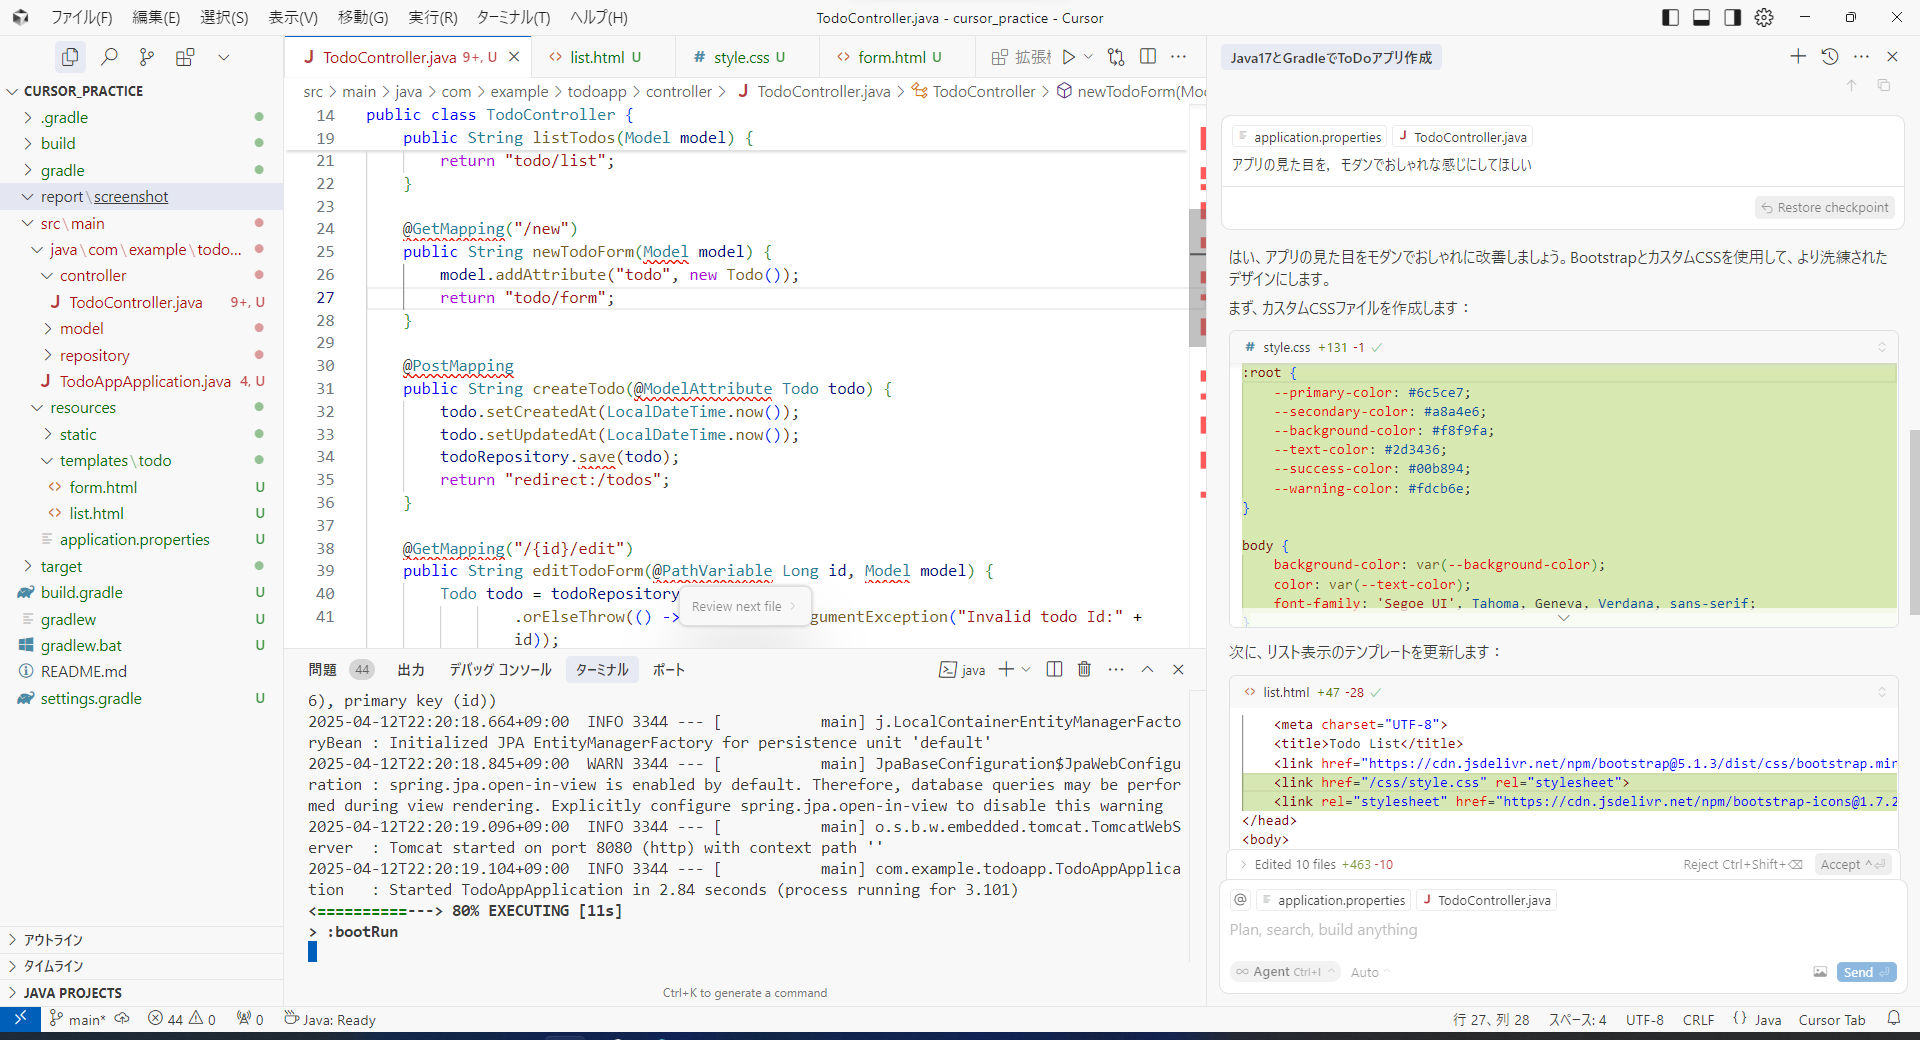 ファイル(F) 編集(E) 選択(S) 表示(V) 移動(G) 実行(R) ターミナル(T) ヘルプ(H)
TodoController.java - cursor_practice - Cursor
CURSOR_PRACTICE
.gradle
build
gradle
report\screenshot
src\main
java\com\example\todo...
controller
TodoController.java 9+, U
model
repository
TodoAppApplication.java 4, U
resources
static
templates\todo
form.html U
list.html U
application.properties U
target
build.gradle U
gradlew U
gradlew.bat U
README.md
settings.gradle U
アウトライン
タイムライン
JAVA PROJECTS
TodoController.java 9+, U
list.html U
style.css U
form.html U
src > main > java > com > example > todoapp > controller > TodoController.java > TodoController > newTodoForm(Mo
14 public class TodoController {
19 public String listTodos(Model model) {
21 return "todo/list";
22 }
23
24 @GetMapping("/new")
25 public String newTodoForm(Model model) {
26 model.addAttribute("todo", new Todo());
27 return "todo/form";
28 }
29
30 @PostMapping
31 public String createTodo(@ModelAttribute Todo todo) {
32 todo.setCreatedAt(LocalDateTime.now());
33 todo.setUpdatedAt(LocalDateTime.now());
34 todoRepository.save(todo);
35 return "redirect:/todos";
36 }
37
38 @GetMapping("/{id}/edit")
39 public String editTodoForm(@PathVariable Long id, Model model) {
40 Todo todo = todoRepository
41 .orElseThrow(() -> gumentException("Invalid todo Id:" +
id));
Review next file
問題 44 出力 デバッグ コンソール ターミナル ポート
java
6), primary key (id))
2025-04-12T22:20:18.664+09:00 INFO 3344 --- [ main] j.LocalContainerEntityManagerFacto
ryBean : Initialized JPA EntityManagerFactory for persistence unit 'default'
2025-04-12T22:20:18.845+09:00 WARN 3344 --- [ main] JpaBaseConfiguration$JpaWebConfigu
ration : spring.jpa.open-in-view is enabled by default. Therefore, database queries may be perfor
med during view rendering. Explicitly configure spring.jpa.open-in-view to disable this warning
2025-04-12T22:20:19.096+09:00 INFO 3344 --- [ main] o.s.b.w.embedded.tomcat.TomcatWebS
erver : Tomcat started on port 8080 (http) with context path ''
2025-04-12T22:20:19.104+09:00 INFO 3344 --- [ main] com.example.todoapp.TodoAppApplica
tion : Started TodoAppApplication in 2.84 seconds (process running for 3.101)
<==========---> 80% EXECUTING [11s]
> :bootRun
Ctrl+K to generate a command
Java17とGradleでToDoアプリ作成
application.properties TodoController.java
アプリの見た目を，モダンでおしゃれな感じにしてほしい
Restore checkpoint
はい、アプリの見た目をモダンでおしゃれに改善しましょう。BootstrapとカスタムCSSを使用して、より洗練された
デザインにします。
まず、カスタムCSSファイルを作成します：
style.css +131 -1
:root {
--primary-color: #6c5ce7;
--secondary-color: #a8a4e6;
--background-color: #f8f9fa;
--text-color: #2d3436;
--success-color: #00b894;
--warning-color: #fdcb6e;
}
body {
background-color: var(--background-color);
color: var(--text-color);
font-family: 'Segoe UI', Tahoma, Geneva, Verdana, sans-serif;
}
次に、リスト表示のテンプレートを更新します：
list.html +47 -28
<meta charset="UTF-8">
<title>Todo List</title>
<link href="https://cdn.jsdelivr.net/npm/bootstrap@5.1.3/dist/css/bootstrap.min
<link href="/css/style.css" rel="stylesheet">
<link rel="stylesheet" href="https://cdn.jsdelivr.net/npm/bootstrap-icons@1.7.2
</head>
<body>
Edited 10 files +463 -10 Reject Ctrl+Shift+⌫ Accept ^⏎
@ application.properties TodoController.java
Plan, search, build anything
∞ Agent Ctrl+I Auto Send ⏎
main* 44 0 0 Java: Ready
行 27、列 28 スペース: 4 UTF-8 CRLF {} Java Cursor Tab